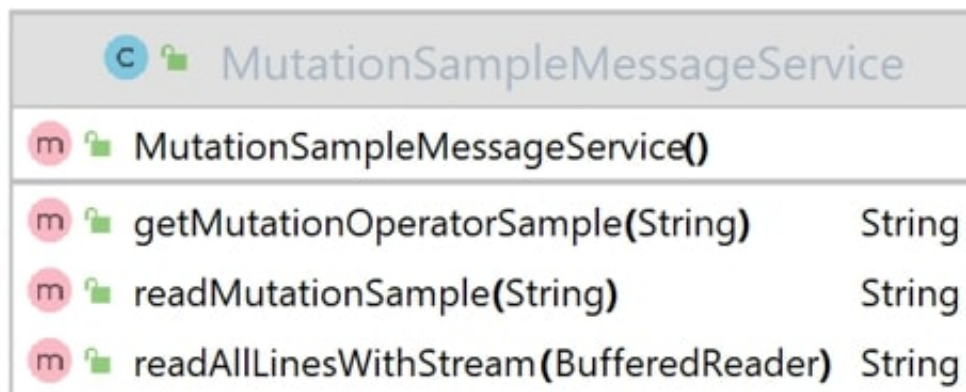 C MutationSampleMessageService
m MutationSampleMessageService()
m getMutationOperatorSample(String) String
m readMutationSample(String) String
m readAllLinesWithStream(BufferedReader) String